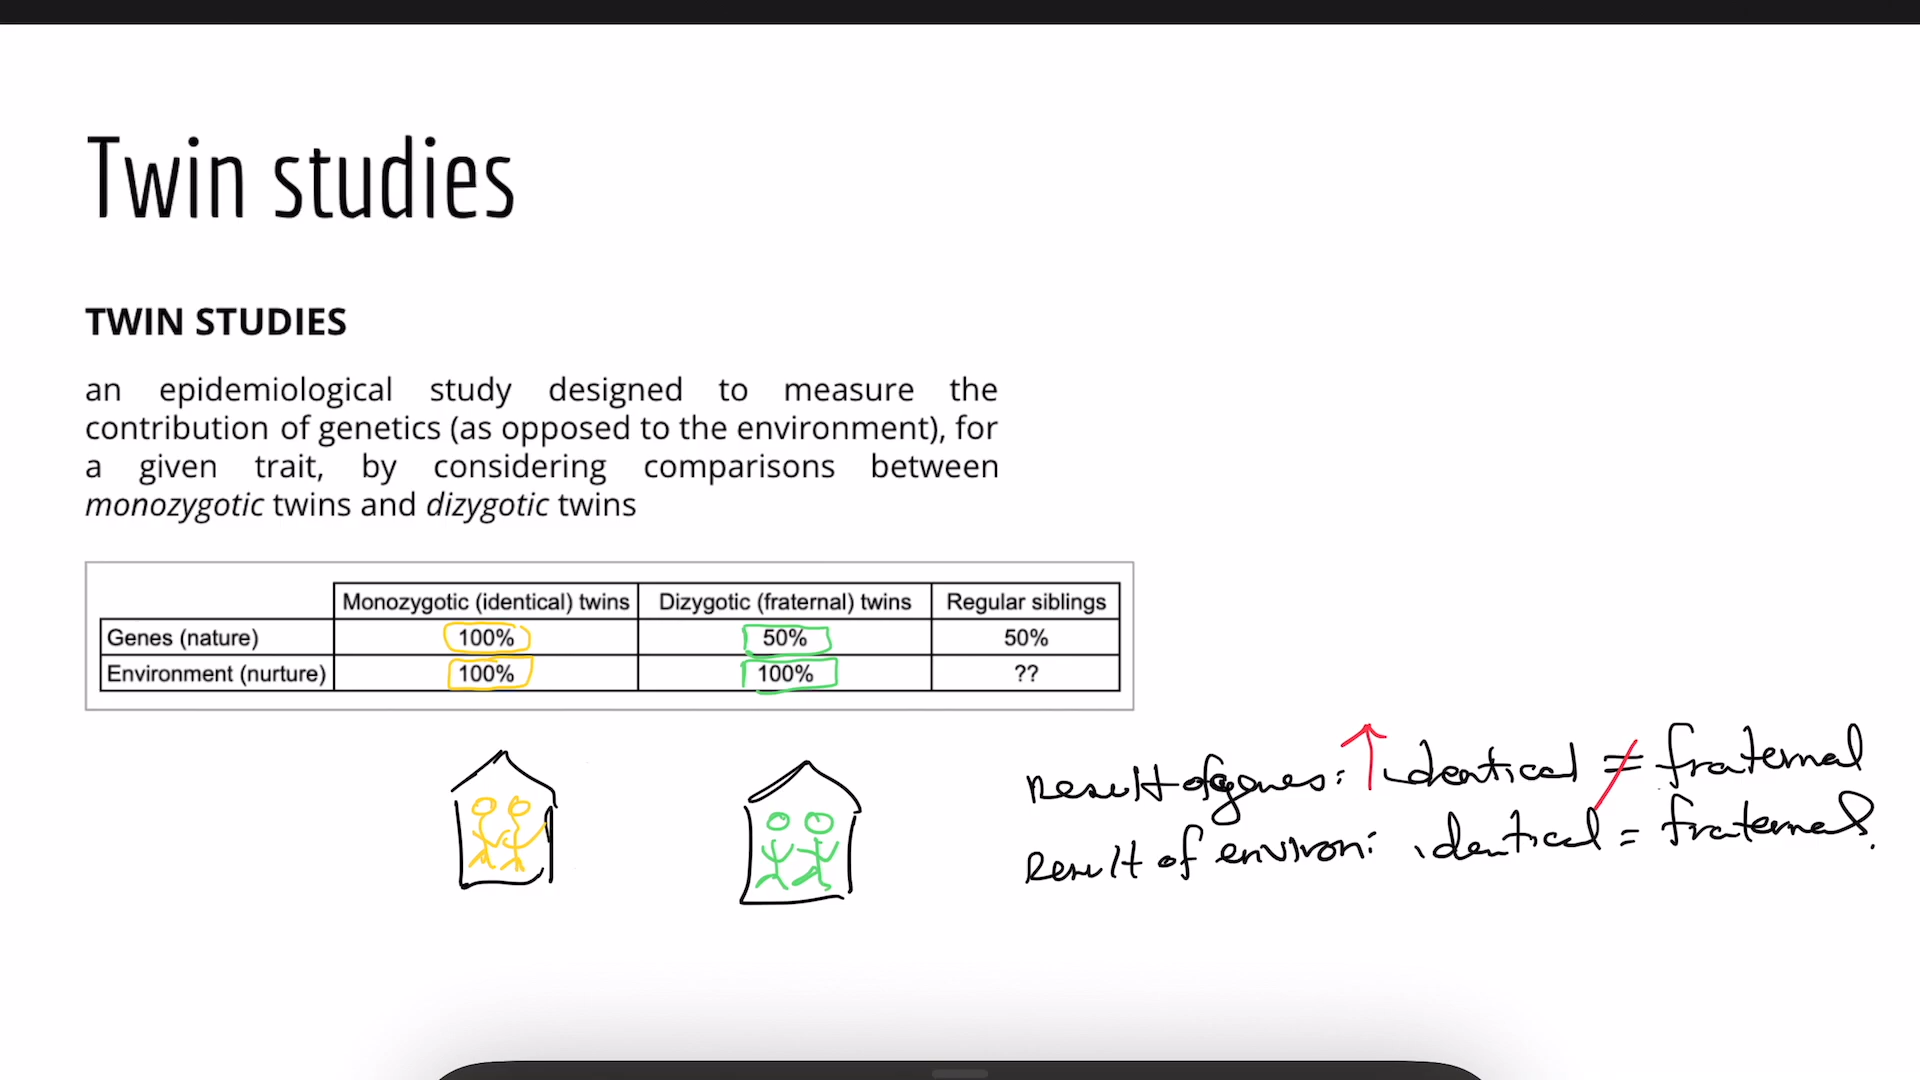 Twin studies
TWIN STUDIES
an epidemiological study designed to measure the
contribution of genetics (as opposed to the environment), for
a given trait, by considering comparisons between
monozygotic twins and dizygotic twins
Monozygotic (identical) twins Dizygotic (fraternal) twins Regular siblings
Genes (nature) 100% 50% 50%
Environment (nurture) 100% 100% ??
result of genes: ↑ identical ≠ fraternal
Result of environ: identical = fraternal.